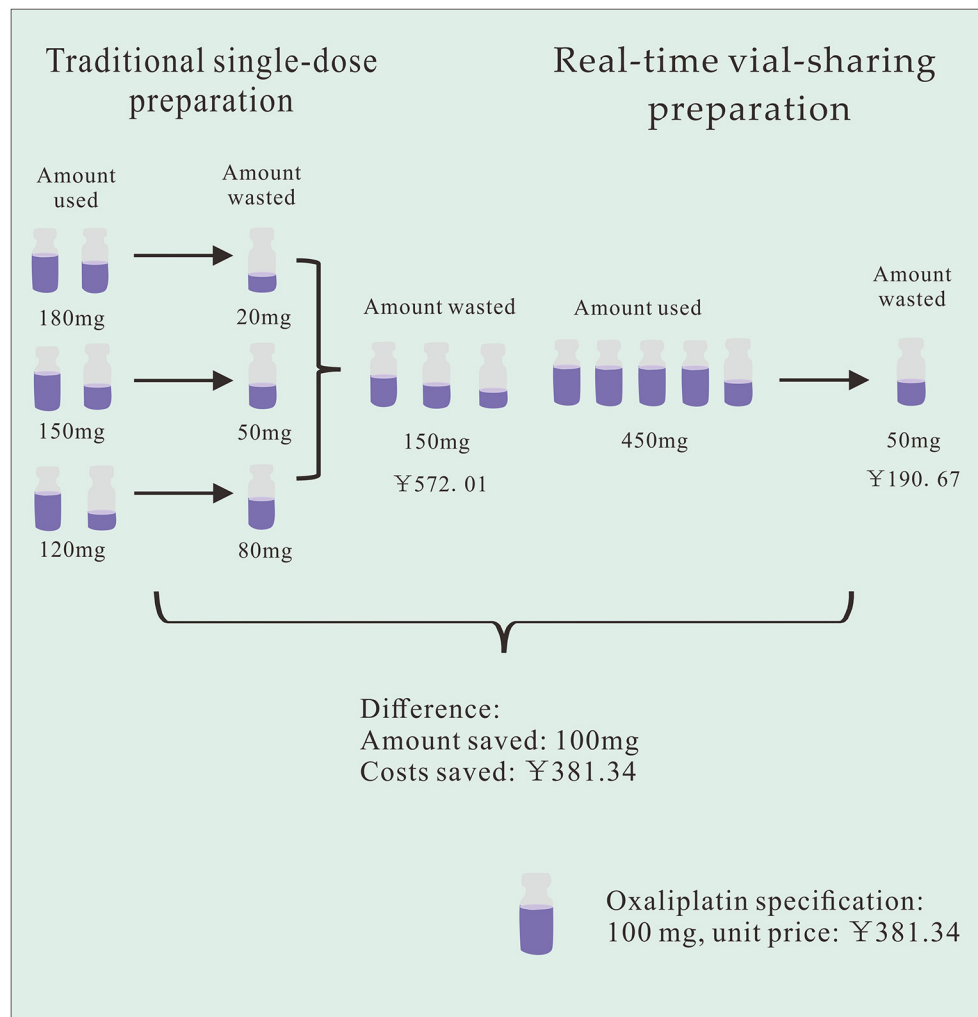 Traditional single-dose
preparation
Real-time vial-sharing
preparation
Amount
used
Amount
wasted
180mg
20mg
150mg
50mg
120mg
80mg
Amount wasted
150mg
¥572. 01
Amount used
450mg
Amount
wasted
50mg
¥190. 67
Difference:
Amount saved: 100mg
Costs saved: ¥381.34
Oxaliplatin specification:
100 mg, unit price: ¥381.34